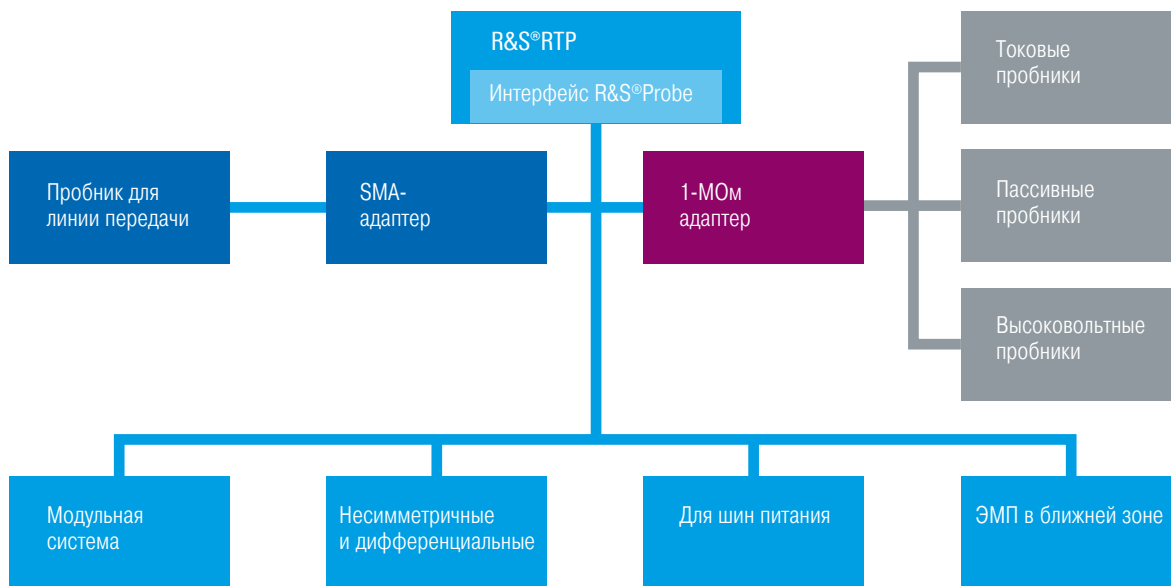 R&S®RTP
Интерфейс R&S®Probe
Токовые
пробники
Пробник для
линии передачи
SMA-
адаптер
1-МОм
адаптер
Пассивные
пробники
Высоковольтные
пробники
Модульная
система
Несимметричные
и дифференциальные
Для шин питания
ЭМП в ближней зоне